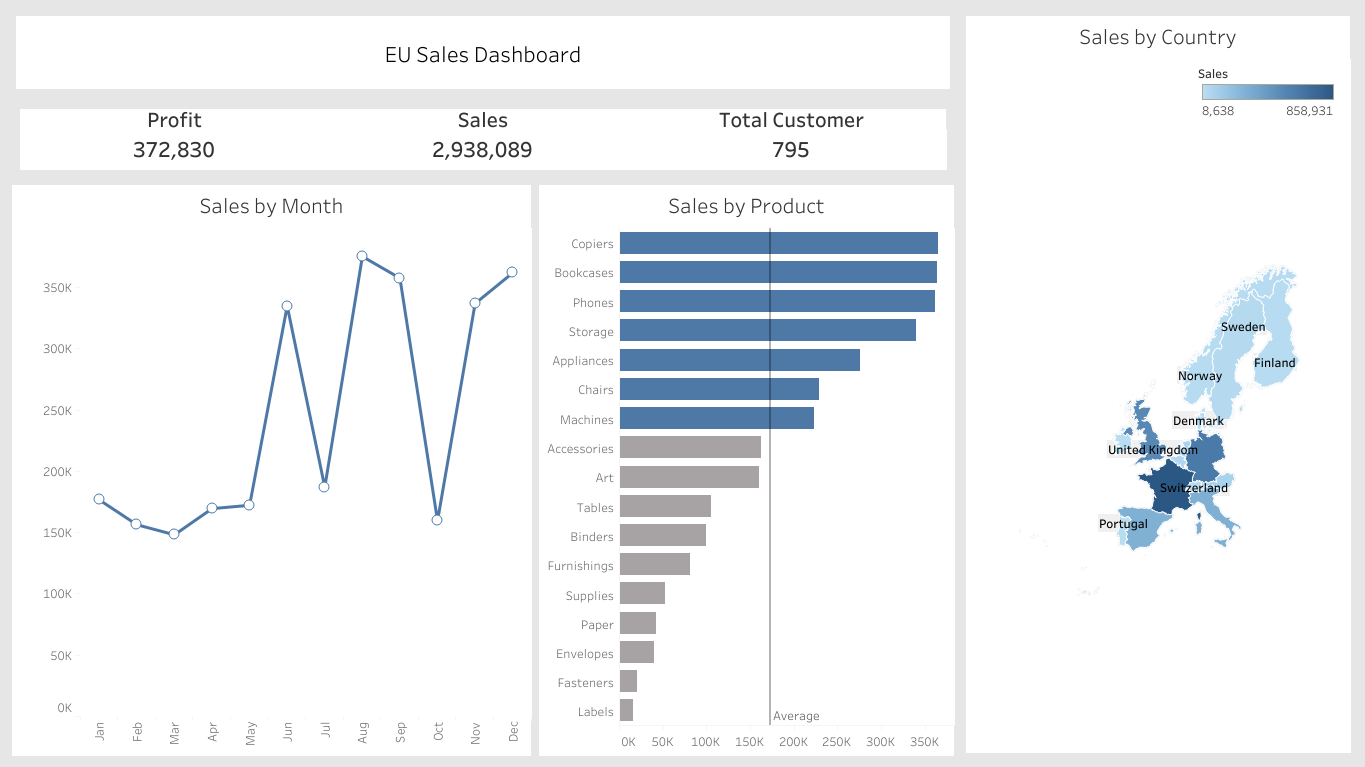 EU Sales Dashboard
Profit
372,830
Sales
2,938,089
Total Customer
795
Sales by Month
350K
300K
250K
200K
150K
100K
50K
0K
Jan
Feb
Mar
Apr
May
Jun
Jul
Aug
Sep
Oct
Nov
Dec
Sales by Product
Copiers
Bookcases
Phones
Storage
Appliances
Chairs
Machines
Accessories
Art
Tables
Binders
Furnishings
Supplies
Paper
Envelopes
Fasteners
Labels
Average
0K 50K 100K 150K 200K 250K 300K 350K
Sales by Country
Sales
8,638 858,931
Sweden
Finland
Norway
Denmark
United Kingdom
Switzerland
Portugal